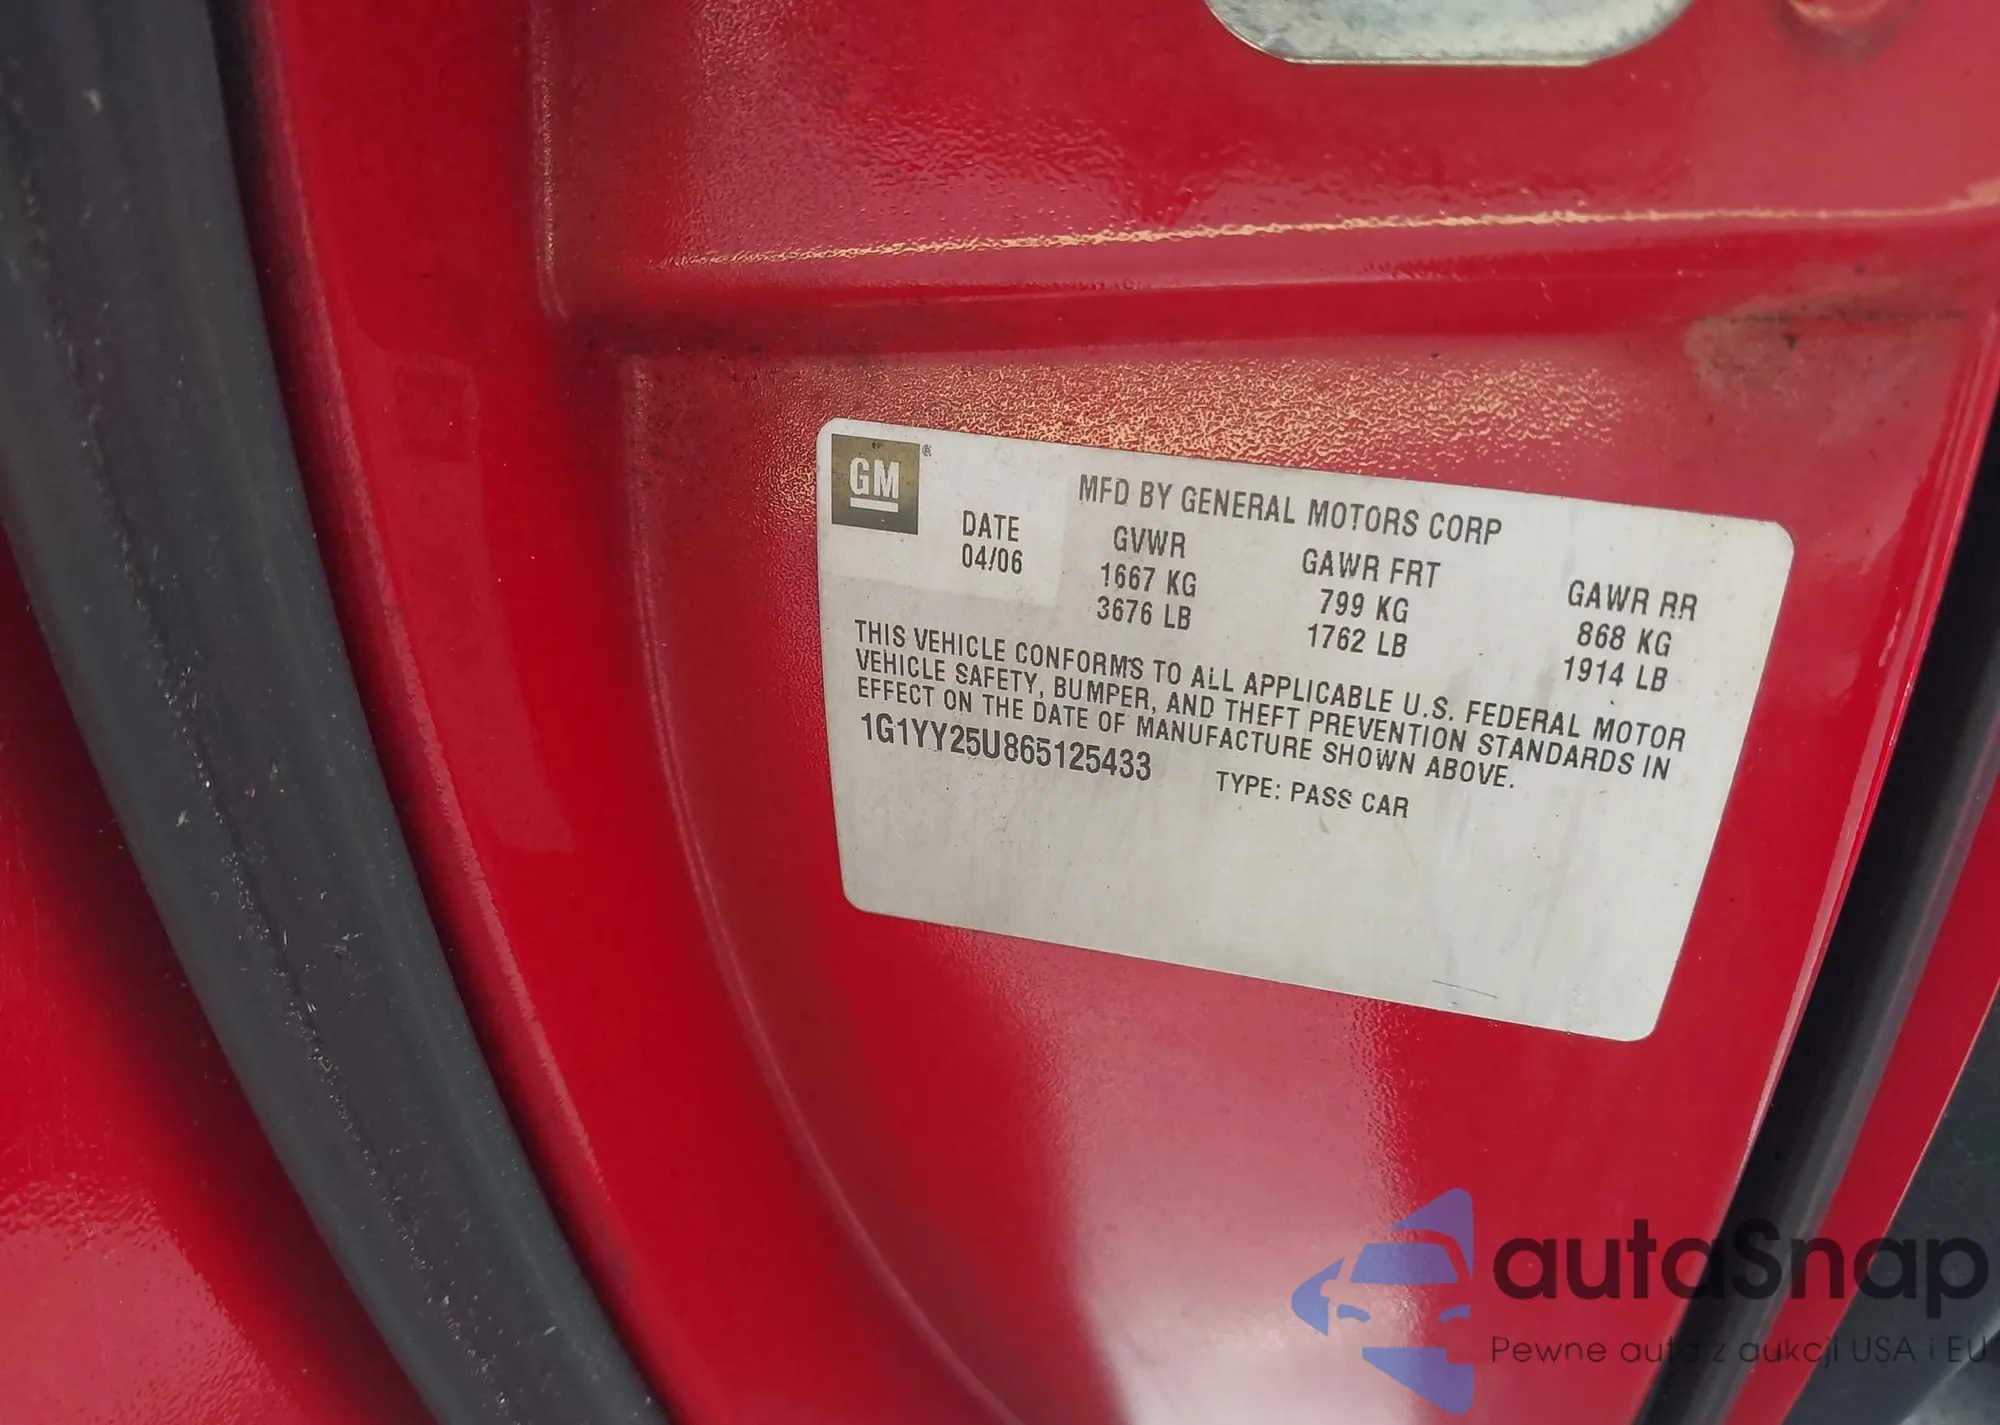 GM®
MFD BY GENERAL MOTORS CORP
DATE GVWR GAWR FRT GAWR RR
04/06 1667 KG 799 KG 868 KG
3676 LB 1762 LB 1914 LB
THIS VEHICLE CONFORMS TO ALL APPLICABLE U.S. FEDERAL MOTOR
VEHICLE SAFETY, BUMPER, AND THEFT PREVENTION STANDARDS IN
EFFECT ON THE DATE OF MANUFACTURE SHOWN ABOVE.
1G1YY25U865125433 TYPE: PASS CAR
autaSnap
Pewne auta z aukcji USA i EU